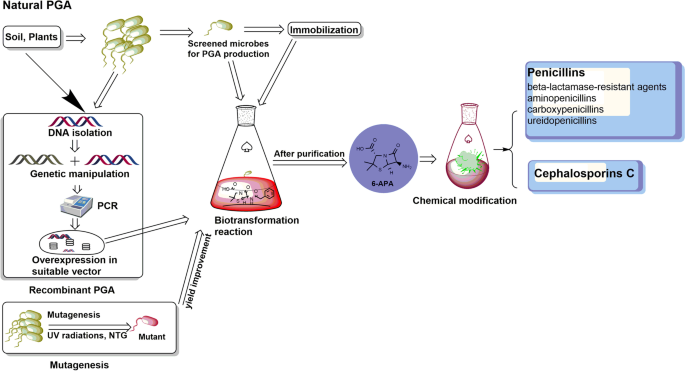 Natural PGA
Soil, Plants
Screened microbes
for PGA production
Immobilization
DNA isolation
+
Genetic manipulation
PCR
Overexpression in
suitable vector
Recombinant PGA
Mutagenesis
UV radiations, NTG
Mutant
Mutagenesis
yield improvement
Biotransformation
reaction
After purification
HO
O
O
N
S
H
NH₂
6-APA
Chemical modification
Penicillins
beta-lactamase-resistant agents
aminopenicillins
carboxypenicillins
ureidopenicillins
Cephalosporins C